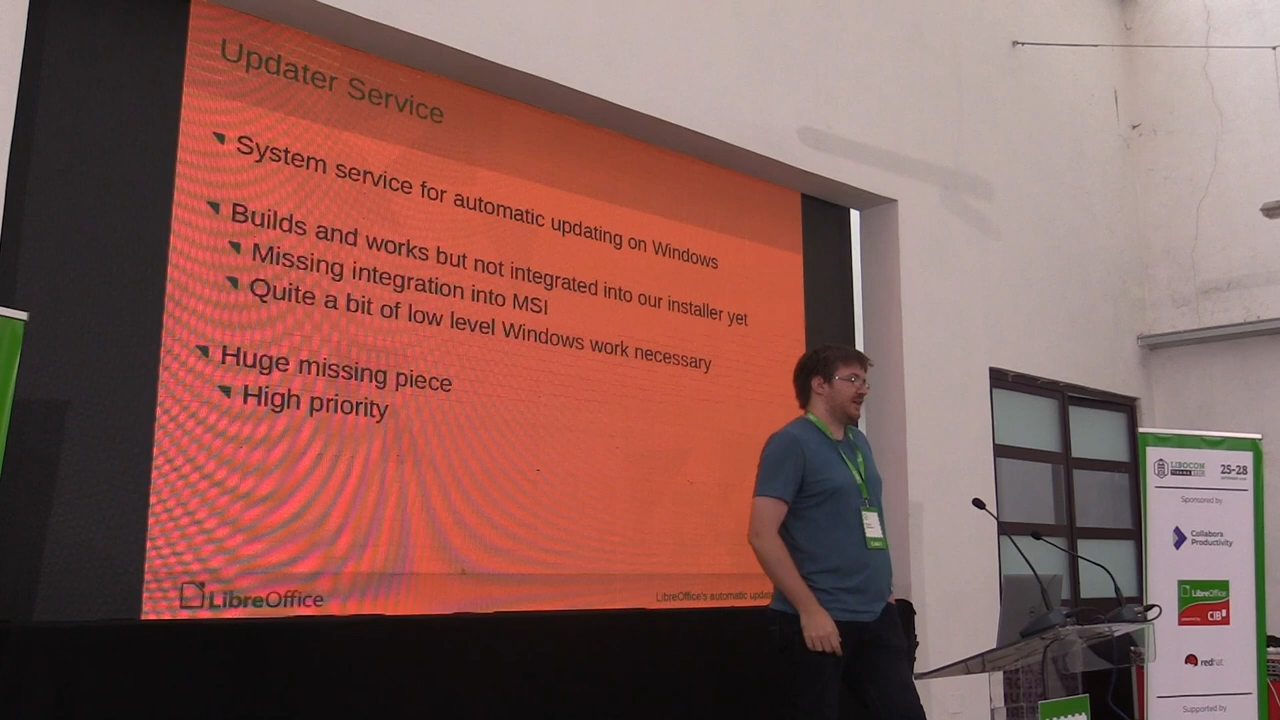 Updater Service
System service for automatic updating on Windows
Builds and works but not integrated into our installer yet
Missing integration into MSI
Quite a bit of low level Windows work necessary
Huge missing piece
High priority
LibreOffice
LibreOffice's automatic updat
LIBOCON
25-28
Sponsored by
Collabora
Productivity
LibreOffice
CIB
redhat
Supported by